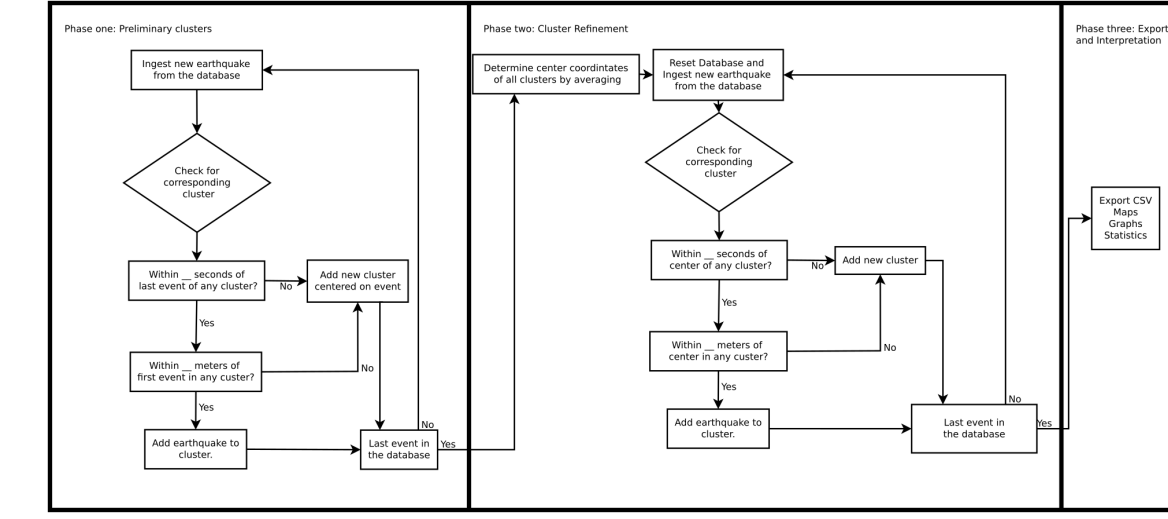 Phase one: Preliminary clusters
Ingest new earthquake
from the database
Check for
corresponding
cluster
Within __ seconds of
last event of any cluster?
No
Add new cluster
centered on event
Yes
Within __ meters of
first event in any custer?
No
Yes
Add earthquake to
cluster.
Last event in
the database
No
Yes
Phase two: Cluster Refinement
Determine center coordintates
of all clusters by averaging
Reset Database and
Ingest new earthquake
from the database
Check for
corresponding
cluster
Within __ seconds of
center of any cluster?
No
Add new cluster
Yes
Within __ meters of
center in any custer?
No
Yes
Add earthquake to
cluster.
Last event in
the database
No
Yes
Phase three: Export
and Interpretation
Export CSV
Maps
Graphs
Statistics